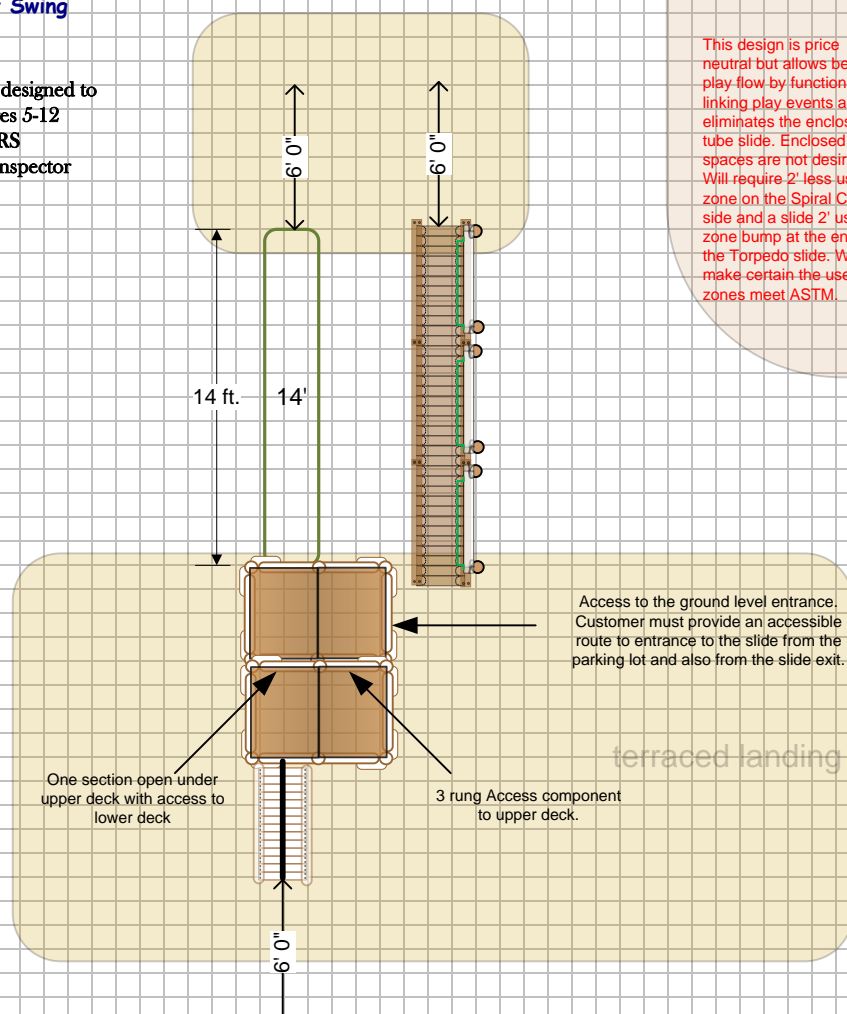 Swing
designed to
es 5-12
RS
nspector
This design is price
neutral but allows be
play flow by function
linking play events a
eliminates the enclos
tube slide. Enclosed
spaces are not desir
Will require 2' less us
zone on the Spiral C
side and a slide 2' us
zone bump at the en
the Torpedo slide. W
make certain the use
zones meet ASTM.
6' 0"
6' 0"
14 ft.
14'
Access to the ground level entrance.
Customer must provide an accessible
route to entrance to the slide from the
parking lot and also from the slide exit.
terraced landing
One section open under
upper deck with access to
lower deck
3 rung Access component
to upper deck.
6' 0"